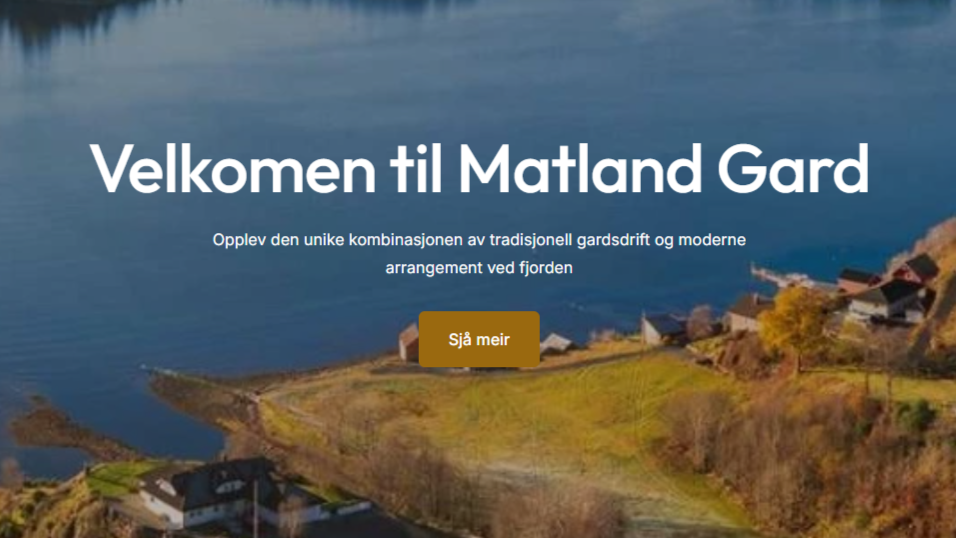 Velkomen til Matland Gard
Opplev den unike kombinasjonen av tradisjonell gardsdrift og moderne
arrangement ved fjorden
Sjå meir